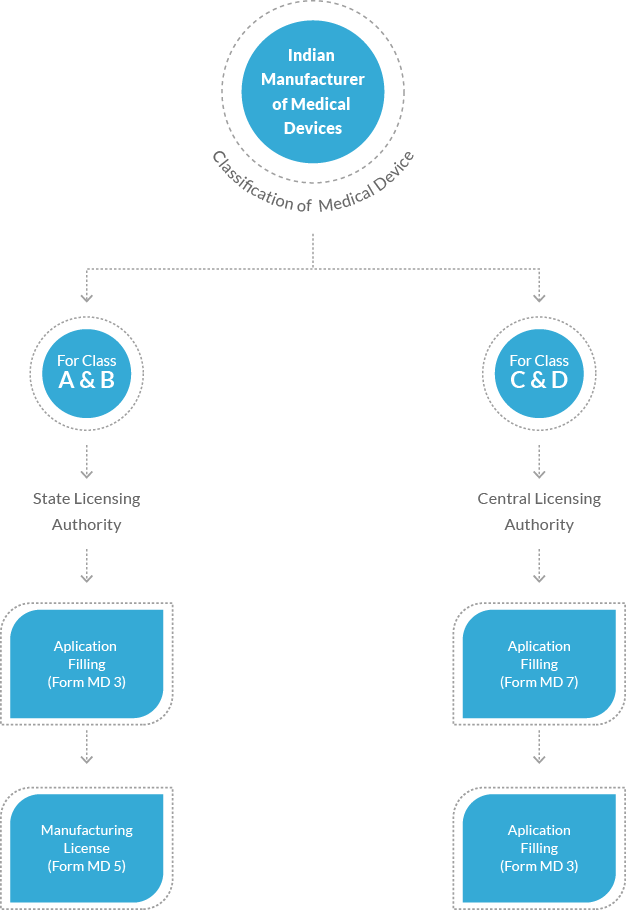 Indian
Manufacturer
of Medical
Devices
Classification of Medical Device
For Class
A & B
For Class
C & D
State Licensing
Authority
Central Licensing
Authority
Aplication
Filling
(Form MD 3)
Aplication
Filling
(Form MD 7)
Manufacturing
License
(Form MD 5)
Aplication
Filling
(Form MD 3)